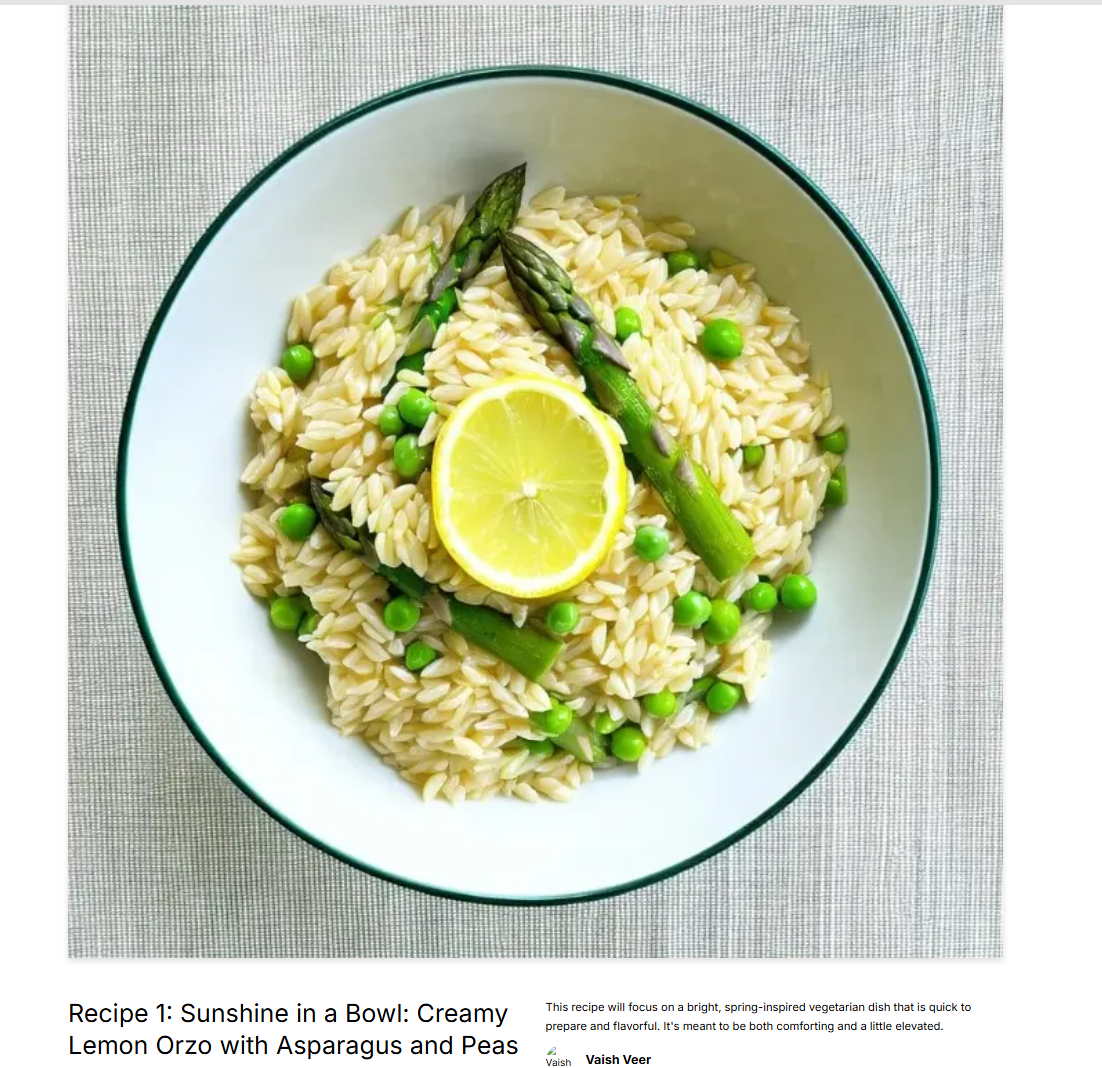 Recipe 1: Sunshine in a Bowl: Creamy
Lemon Orzo with Asparagus and Peas
This recipe will focus on a bright, spring-inspired vegetarian dish that is quick to
prepare and flavorful. It's meant to be both comforting and a little elevated.
Vaish
Vaish Veer